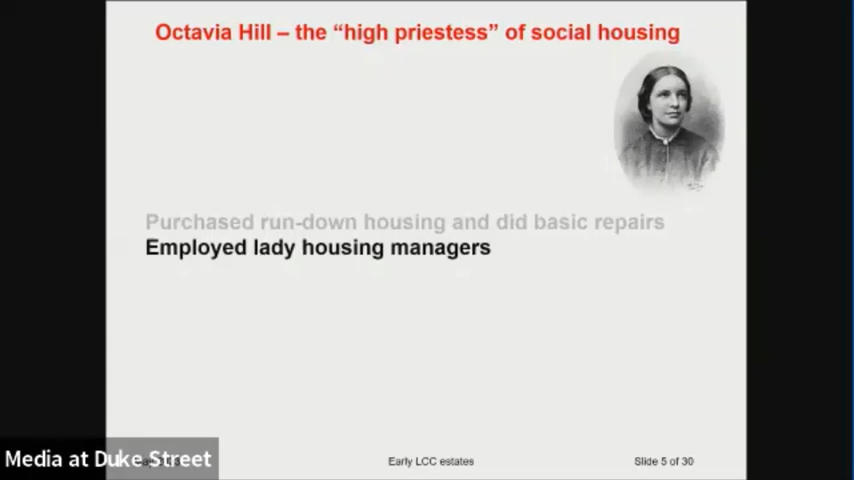 Octavia Hill – the “high priestess” of social housing
Purchased run-down housing and did basic repairs
Employed lady housing managers
Media at Duke Street
Early LCC estates
Slide 5 of 30